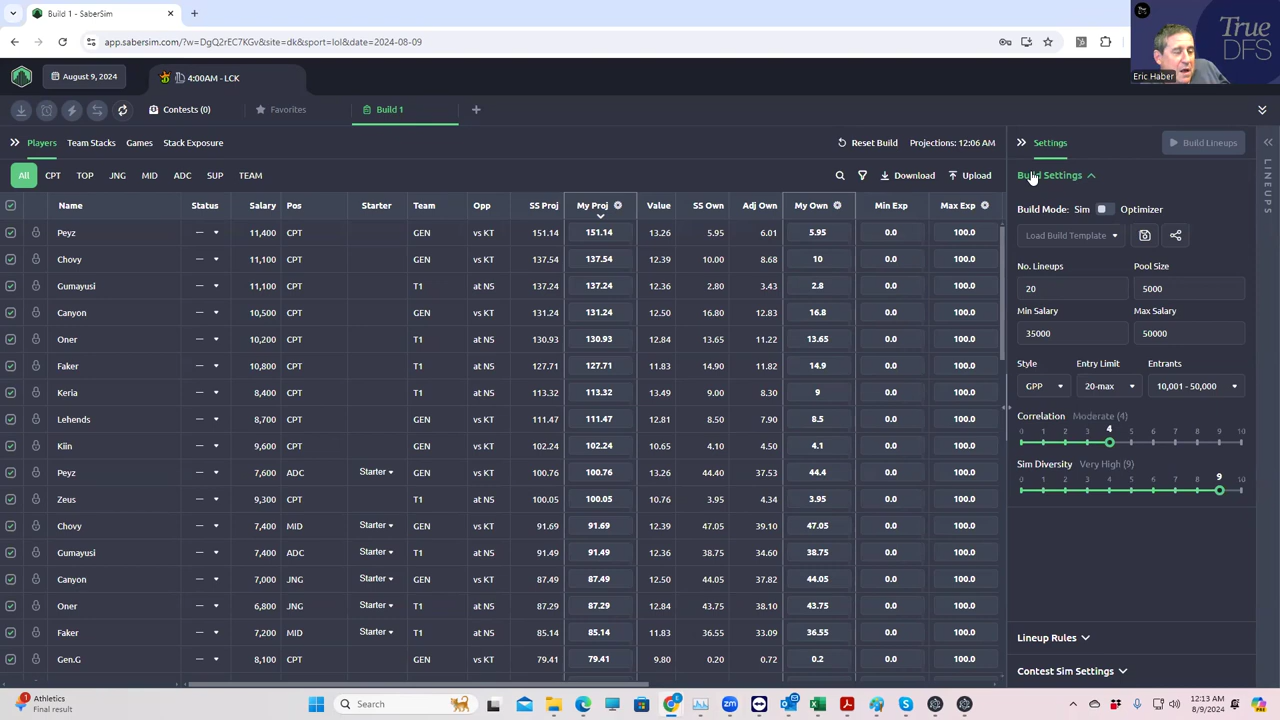 Build 1 - SaberSim
app.sabersim.com/?w=DgQ2rEC7KGv&site=dk&sport=lol&date=2024-08-09
True
DFS
Eric Haber
August 9, 2024
4:00AM - LCK
Contests (0)
Favorites
Build 1
Players
Team Stacks
Games
Stack Exposure
Reset Build
Projections: 12:06 AM
Settings
Build Lineups
LINEUPS
All CPT TOP JNG MID ADC SUP TEAM
Download
Upload
Build Settings
Name Status Salary Pos Starter Team Opp SS Proj My Proj Value SS Own Adj Own My Own Min Exp Max Exp
Peyz — 11,400 CPT GEN vs KT 151.14 151.14 13.26 5.95 6.01 5.95 0.0 100.0
Chovy — 11,100 CPT GEN vs KT 137.54 137.54 12.39 10.00 8.68 10 0.0 100.0
Gumayusi — 11,100 CPT T1 at NS 137.24 137.24 12.36 2.80 3.43 2.8 0.0 100.0
Canyon — 10,500 CPT GEN vs KT 131.24 131.24 12.50 16.80 12.83 16.8 0.0 100.0
Oner — 10,200 CPT T1 at NS 130.93 130.93 12.84 13.65 11.22 13.65 0.0 100.0
Faker — 10,800 CPT T1 at NS 127.71 127.71 11.83 14.90 11.82 14.9 0.0 100.0
Keria — 8,400 CPT T1 at NS 113.32 113.32 13.49 9.00 8.30 9 0.0 100.0
Lehends — 8,700 CPT GEN vs KT 111.47 111.47 12.81 8.50 7.82 8.5 0.0 100.0
Kiin — 9,600 CPT GEN vs KT 102.24 102.24 10.65 4.10 4.50 4.1 0.0 100.0
Peyz — 7,600 ADC Starter GEN vs KT 100.76 100.76 13.26 44.40 37.53 44.4 0.0 100.0
Zeus — 9,300 CPT T1 at NS 100.05 100.05 10.76 3.95 4.34 3.95 0.0 100.0
Chovy — 7,400 MID Starter GEN vs KT 91.69 91.69 12.39 47.05 39.10 47.05 0.0 100.0
Gumayusi — 7,400 ADC Starter T1 at NS 91.49 91.49 12.36 38.75 34.60 38.75 0.0 100.0
Canyon — 7,000 JNG Starter GEN vs KT 87.49 87.49 12.50 44.05 37.82 44.05 0.0 100.0
Oner — 6,800 JNG Starter T1 at NS 87.29 87.29 12.84 43.75 38.10 43.75 0.0 100.0
Faker — 7,200 MID Starter T1 at NS 85.14 85.14 11.83 36.55 33.09 36.55 0.0 100.0
Gen.G — 8,100 CPT GEN vs KT 79.41 79.41 9.80 0.20 0.72 0.2 0.0 100.0
Build Mode: Sim Optimizer
Load Build Template
No. Lineups Pool Size
20 5000
Min Salary Max Salary
35000 50000
Style Entry Limit Entrants
GPP 20-max 10,001 - 50,000
Correlation Moderate (4)
4
0 1 2 3 5 6 7 8 9 10
Sim Diversity Very High (9)
9
0 1 2 3 4 5 6 7 8 10
Lineup Rules
Contest Sim Settings
1
Athletics
Final result
Search
12:13 AM
8/9/2024